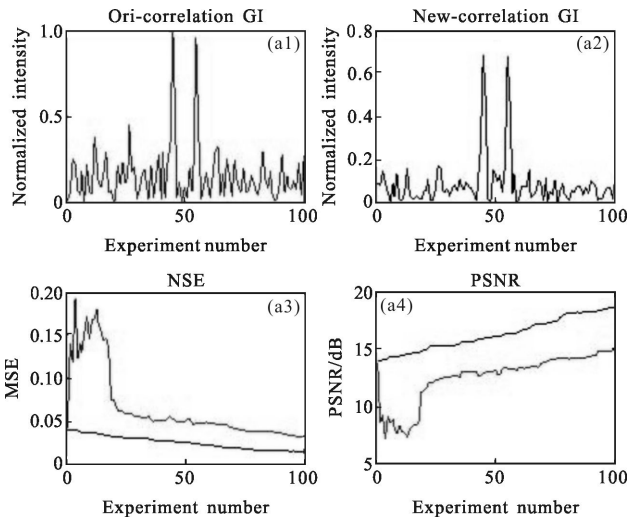 Ori-correlation GI
New-correlation GI
(a1)
1.0
0.5
0
Normalized intensity
0 50 100
Experiment number
(a2)
0.8
0.6
0.4
0.2
0
Normalized intensity
0 50 100
Experiment number
NSE
PSNR
(a3)
0.20
0.15
0.10
0.05
0
MSE
0 50 100
Experiment number
(a4)
20
15
10
5
PSNR/dB
0 50 100
Experiment number